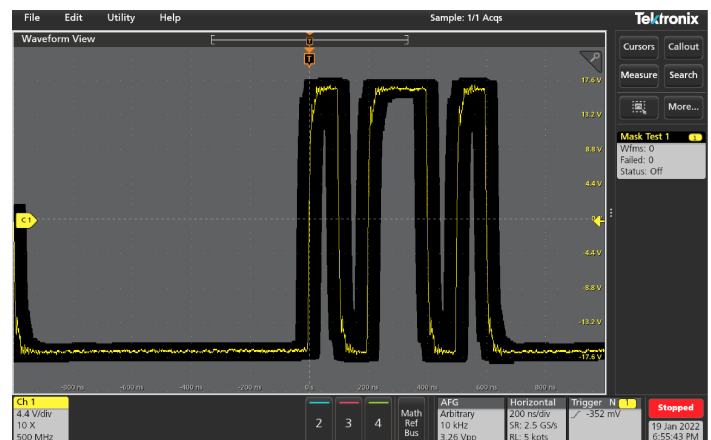 File Edit Utility Help Sample: 1/1 Acqs Tektronix
Waveform View
T
T
Cursors Callout
Measure Search
More...
17.6 V
13.2 V
8.8 V
4.4 V
C1
-4.4 V
-8.8 V
-13.2 V
-17.6 V
Mask Test 1 1
Wfms: 0
Failed: 0
Status: Off
-800 ns -600 ns -400 ns -200 ns 0 s 200 ns 400 ns 600 ns 800 ns
Ch 1
4.4 V/div
10 X
500 MHz
2 3 4
Math
Ref
Bus
AFG
Arbitrary
10 kHz
3.26 Vpp
Horizontal
200 ns/div
SR: 2.5 GS/s
RL: 5 kpts
Trigger N 1
-352 mV
Stopped
19 Jan 2022
6:55:43 PM